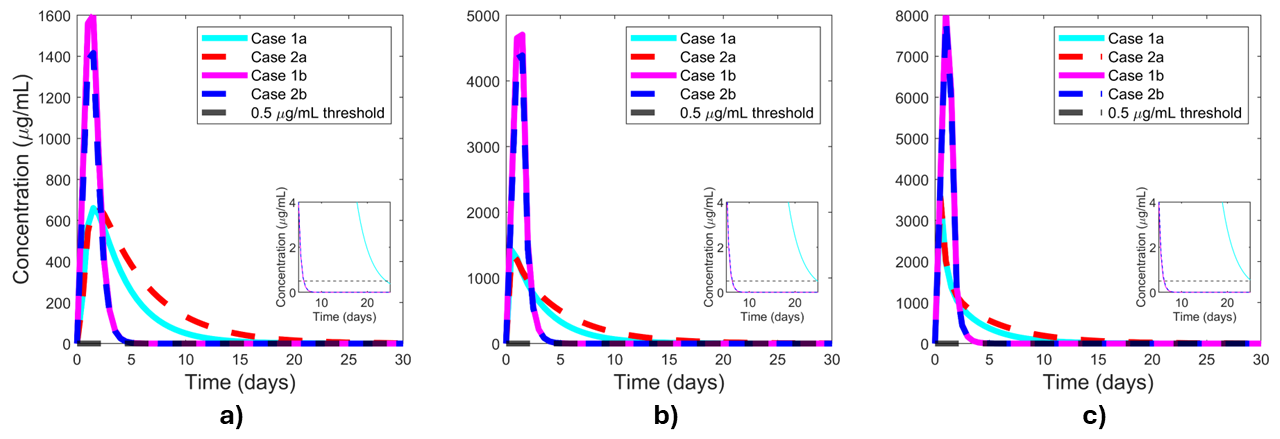 1600
1400
1200
1000
800
600
400
200
0
Concentration (μg/mL)
Case 1a
Case 2a
Case 1b
Case 2b
0.5 μg/mL threshold
4
2
0
Concentration (μg/mL)
10 20
Time (days)
0 5 10 15 20 25 30
Time (days)
a)
5000
4000
3000
2000
1000
0
Case 1a
Case 2a
Case 1b
Case 2b
0.5 μg/mL threshold
4
2
0
Concentration (μg/mL)
10 20
Time (days)
0 5 10 15 20 25 30
Time (days)
b)
8000
7000
6000
5000
4000
3000
2000
1000
0
Case 1a
Case 2a
Case 1b
Case 2b
0.5 μg/mL threshold
4
2
0
Concentration (μg/mL)
10 20
Time (days)
0 5 10 15 20 25 30
Time (days)
c)